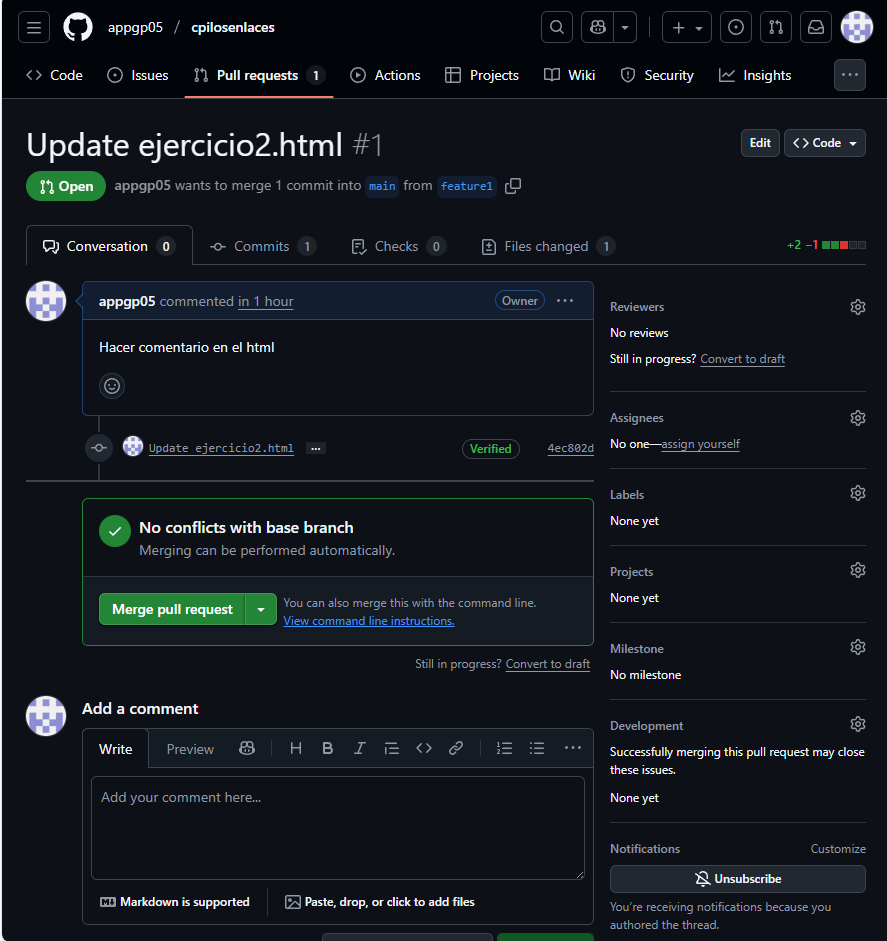 appgp05 / cpilosenlaces
Code Issues Pull requests 1 Actions Projects Wiki Security Insights
Update ejercicio2.html #1
Edit
Code
Open
appgp05 wants to merge 1 commit into main from feature1
Conversation 0
Commits 1
Checks 0
Files changed 1
+2 −1
appgp05 commented in 1 hour
Owner
Hacer comentario en el html
Update ejercicio2.html
Verified
4ec802d
No conflicts with base branch
Merging can be performed automatically.
Merge pull request
You can also merge this with the command line.
View command line instructions.
Still in progress? Convert to draft
Add a comment
Write
Preview
Add your comment here...
Markdown is supported
Paste, drop, or click to add files
Reviewers
No reviews
Still in progress? Convert to draft
Assignees
No one—assign yourself
Labels
None yet
Projects
None yet
Milestone
No milestone
Development
Successfully merging this pull request may close
these issues.
None yet
Notifications
Customize
Unsubscribe
You're receiving notifications because you
authored the thread.